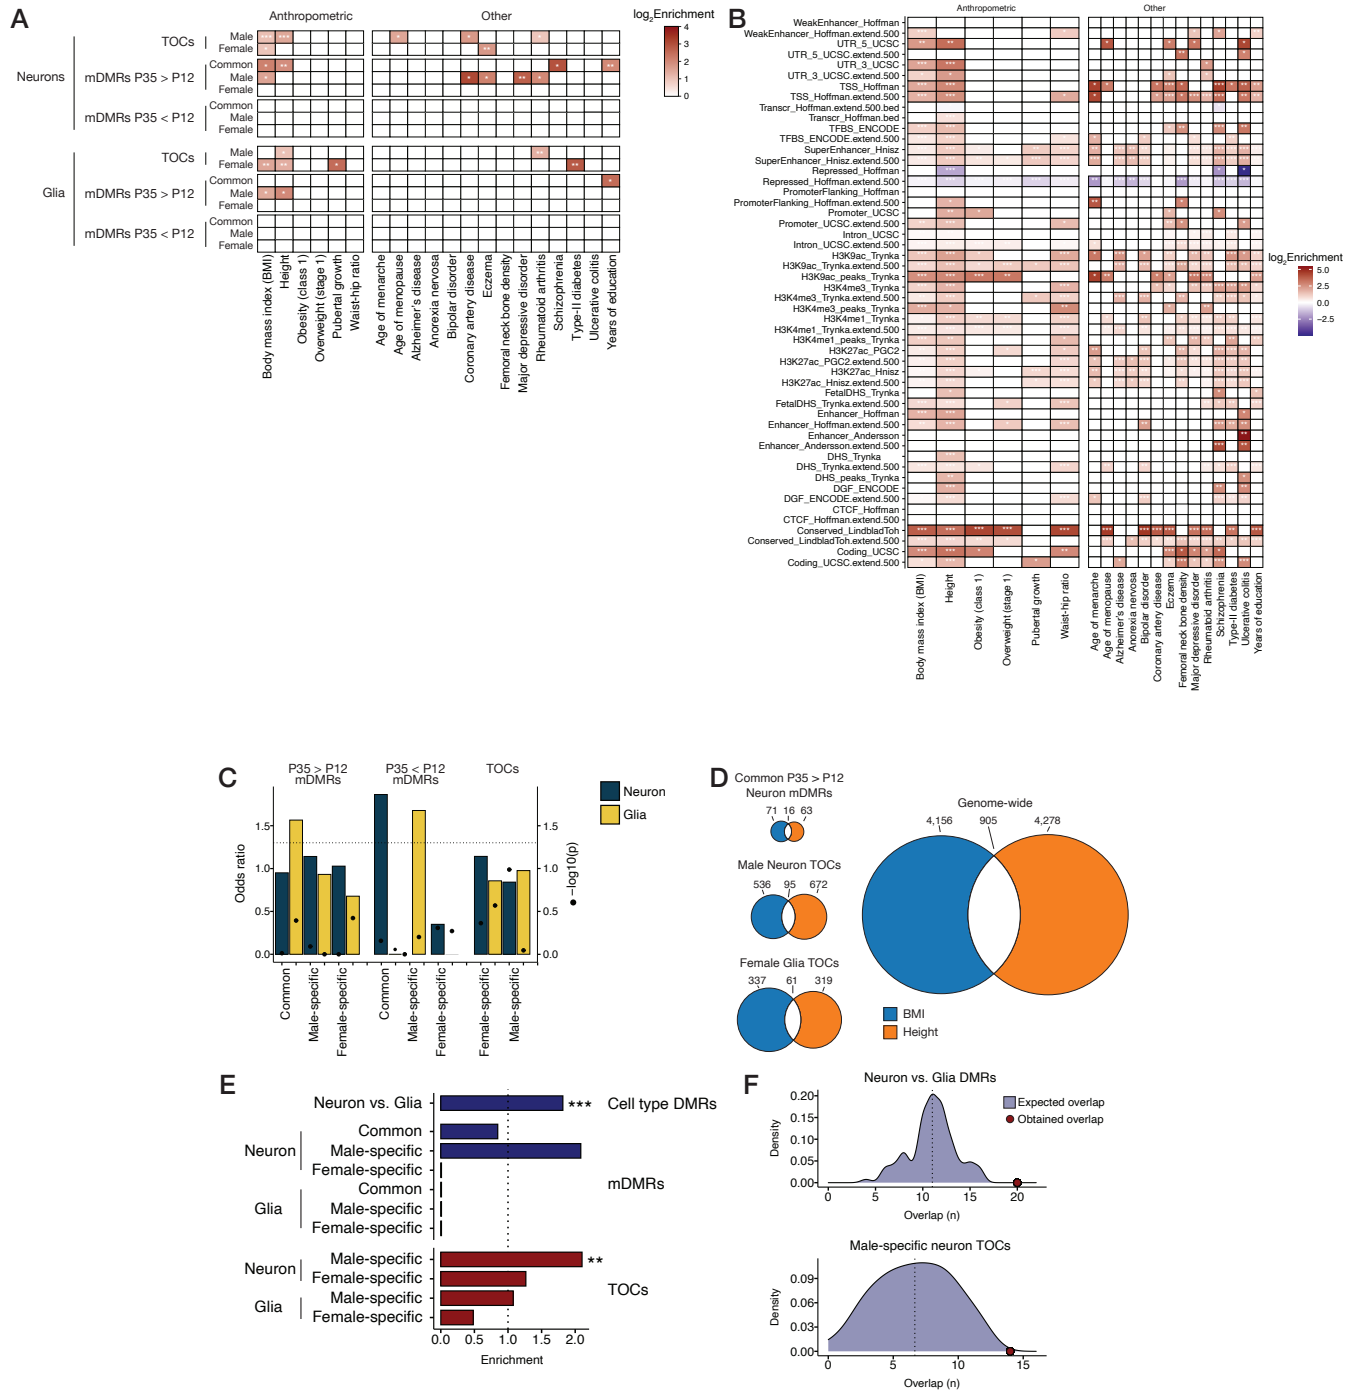 A
Anthropometric
Other
log2Enrichment
4
3
2
1
0
Neurons
TOCs
Male
Female
mDMRs P35 > P12
Common
Male
Female
mDMRs P35 < P12
Common
Male
Female
Glia
TOCs
Male
Female
mDMRs P35 > P12
Common
Male
Female
mDMRs P35 < P12
Common
Male
Female
Body mass index (BMI)
Height
Obesity (class 1)
Overweight (stage 1)
Pubertal growth
Waist-hip ratio
Age of menarche
Age of menopause
Alzheimer's disease
Anorexia nervosa
Bipolar disorder
Coronary artery disease
Eczema
Femoral neck bone density
Major depressive disorder
Rheumatoid arthritis
Schizophrenia
Type-II diabetes
Ulcerative colitis
Years of education
B
Anthropometric
Other
WeakEnhancer_Hoffman
WeakEnhancer_Hoffman.extend.500
UTR_5_UCSC
UTR_5_UCSC.extend.500
UTR_3_UCSC
UTR_3_UCSC.extend.500
TSS_Hoffman
TSS_Hoffman.extend.500
Transcr_Hoffman.extend.500.bed
Transcr_Hoffman.bed
TFBS_ENCODE
TFBS_ENCODE.extend.500
SuperEnhancer_Hnisz
SuperEnhancer_Hnisz.extend.500
Repressed_Hoffman
Repressed_Hoffman.extend.500
PromoterFlanking_Hoffman
PromoterFlanking_Hoffman.extend.500
Promoter_UCSC
Promoter_UCSC.extend.500
Intron_UCSC
Intron_UCSC.extend.500
H3K9ac_Trynka
H3K9ac_Trynka.extend.500
H3K9ac_peaks_Trynka
H3K4me3_Trynka
H3K4me3_Trynka.extend.500
H3K4me3_peaks_Trynka
H3K4me1_Trynka
H3K4me1_Trynka.extend.500
H3K4me1_peaks_Trynka
H3K27ac_PGC2
H3K27ac_PGC2.extend.500
H3K27ac_Hnisz
H3K27ac_Hnisz.extend.500
FetalDHS_Trynka
FetalDHS_Trynka.extend.500
Enhancer_Hoffman
Enhancer_Hoffman.extend.500
Enhancer_Andersson
Enhancer_Andersson.extend.500
DHS_Trynka
DHS_Trynka.extend.500
DHS_peaks_Trynka
DGF_ENCODE
DGF_ENCODE.extend.500
CTCF_Hoffman
CTCF_Hoffman.extend.500
Conserved_LindbladToh
Conserved_LindbladToh.extend.500
Coding_UCSC
Coding_UCSC.extend.500
log2Enrichment
5.0
2.5
0.0
−2.5
Body mass index (BMI)
Height
Obesity (class 1)
Overweight (stage 1)
Pubertal growth
Waist-hip ratio
Age of menarche
Age of menopause
Alzheimer's disease
Anorexia nervosa
Bipolar disorder
Coronary artery disease
Eczema
Femoral neck bone density
Major depressive disorder
Rheumatoid arthritis
Schizophrenia
Type-II diabetes
Ulcerative colitis
Years of education
C
P35 > P12
mDMRs
P35 < P12
mDMRs
TOCs
Neuron
Glia
Odds ratio
1.5
1.0
0.5
0.0
1.5
1.0
0.5
0.0
−log10(p)
Common
Male-specific
Female-specific
Common
Male-specific
Female-specific
Female-specific
Male-specific
D
Common P35 > P12
Neuron mDMRs
71 16 63
Male Neuron TOCs
536 95 672
Female Glia TOCs
337 61 319
Genome-wide
4,156 905 4,278
BMI
Height
E
Neuron vs. Glia
***
Cell type DMRs
Neuron
Common
Male-specific
Female-specific
Glia
Common
Male-specific
Female-specific
mDMRs
Neuron
Male-specific
**
Female-specific
Glia
Male-specific
Female-specific
TOCs
0.0 0.5 1.0 1.5 2.0
Enrichment
F
Neuron vs. Glia DMRs
Density
0.20
0.15
0.10
0.05
0.00
0 5 10 15 20
Overlap (n)
Expected overlap
Obtained overlap
Male-specific neuron TOCs
Density
0.09
0.06
0.03
0.00
0 5 10 15
Overlap (n)